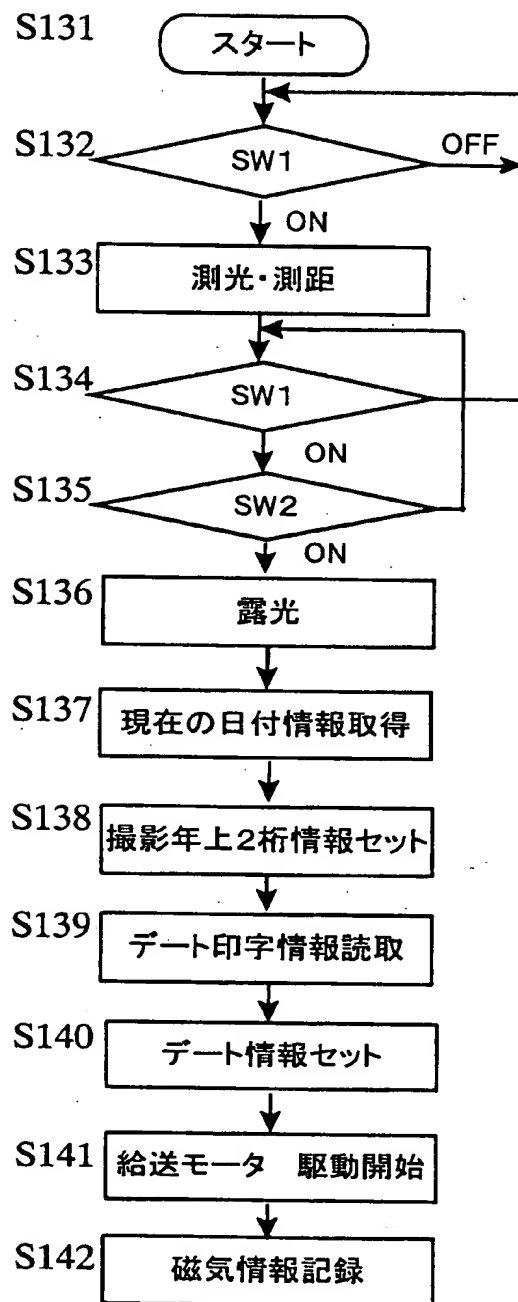 S131
スタート
S132
SW1
OFF
ON
S133
測光・測距
S134
SW1
ON
S135
SW2
ON
S136
露光
S137
現在の日付情報取得
S138
撮影年上2桁情報セット
S139
デート印字情報読取
S140
デート情報セット
S141
給送モータ　駆動開始
S142
磁気情報記録